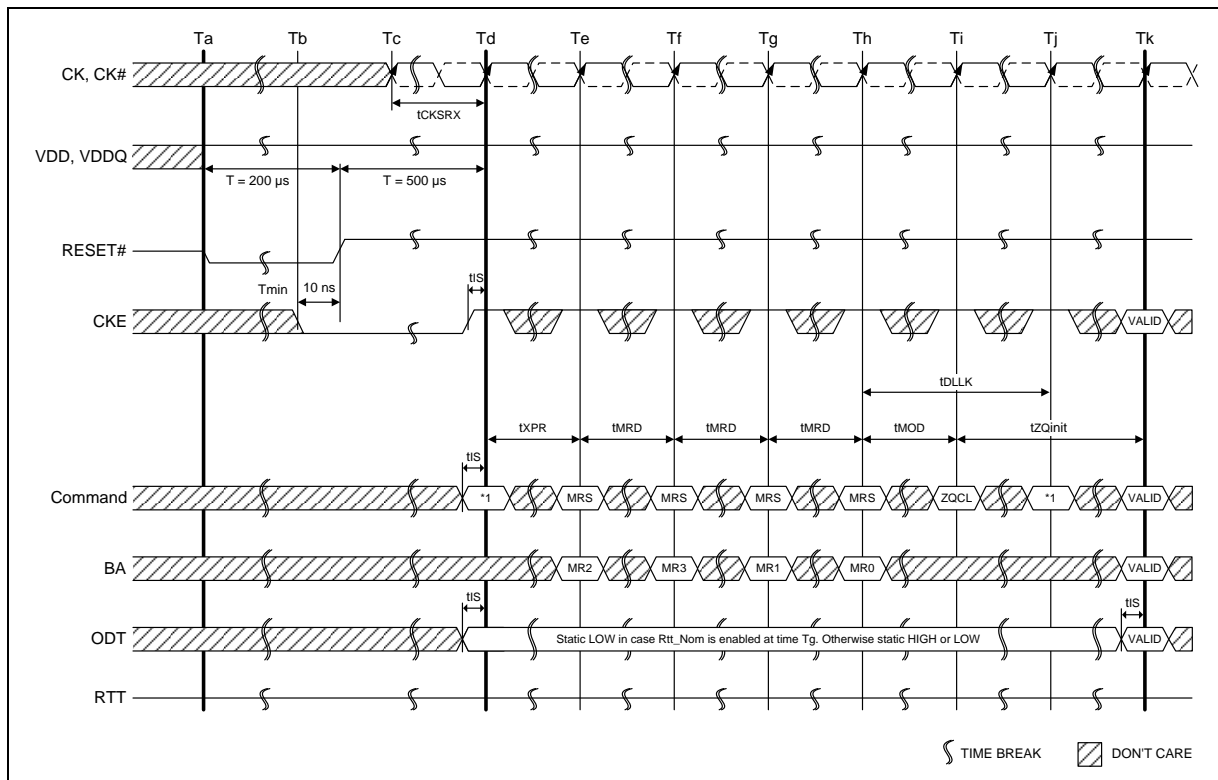 Ta Tb Tc Td Te Tf Tg Th Ti Tj Tk
CK, CK#
tCKSRX
VDD, VDDQ
T = 200 µs T = 500 µs
RESET#
tIS
Tmin 10 ns
CKE VALID
tDLLK
tXPR tMRD tMRD tMRD tMOD tZQinit
tIS
Command *1 MRS MRS MRS MRS ZQCL *1 VALID
BA MR2 MR3 MR1 MR0 VALID
tIS tIS
ODT Static LOW in case Rtt_Nom is enabled at time Tg. Otherwise static HIGH or LOW VALID
RTT
TIME BREAK DON'T CARE